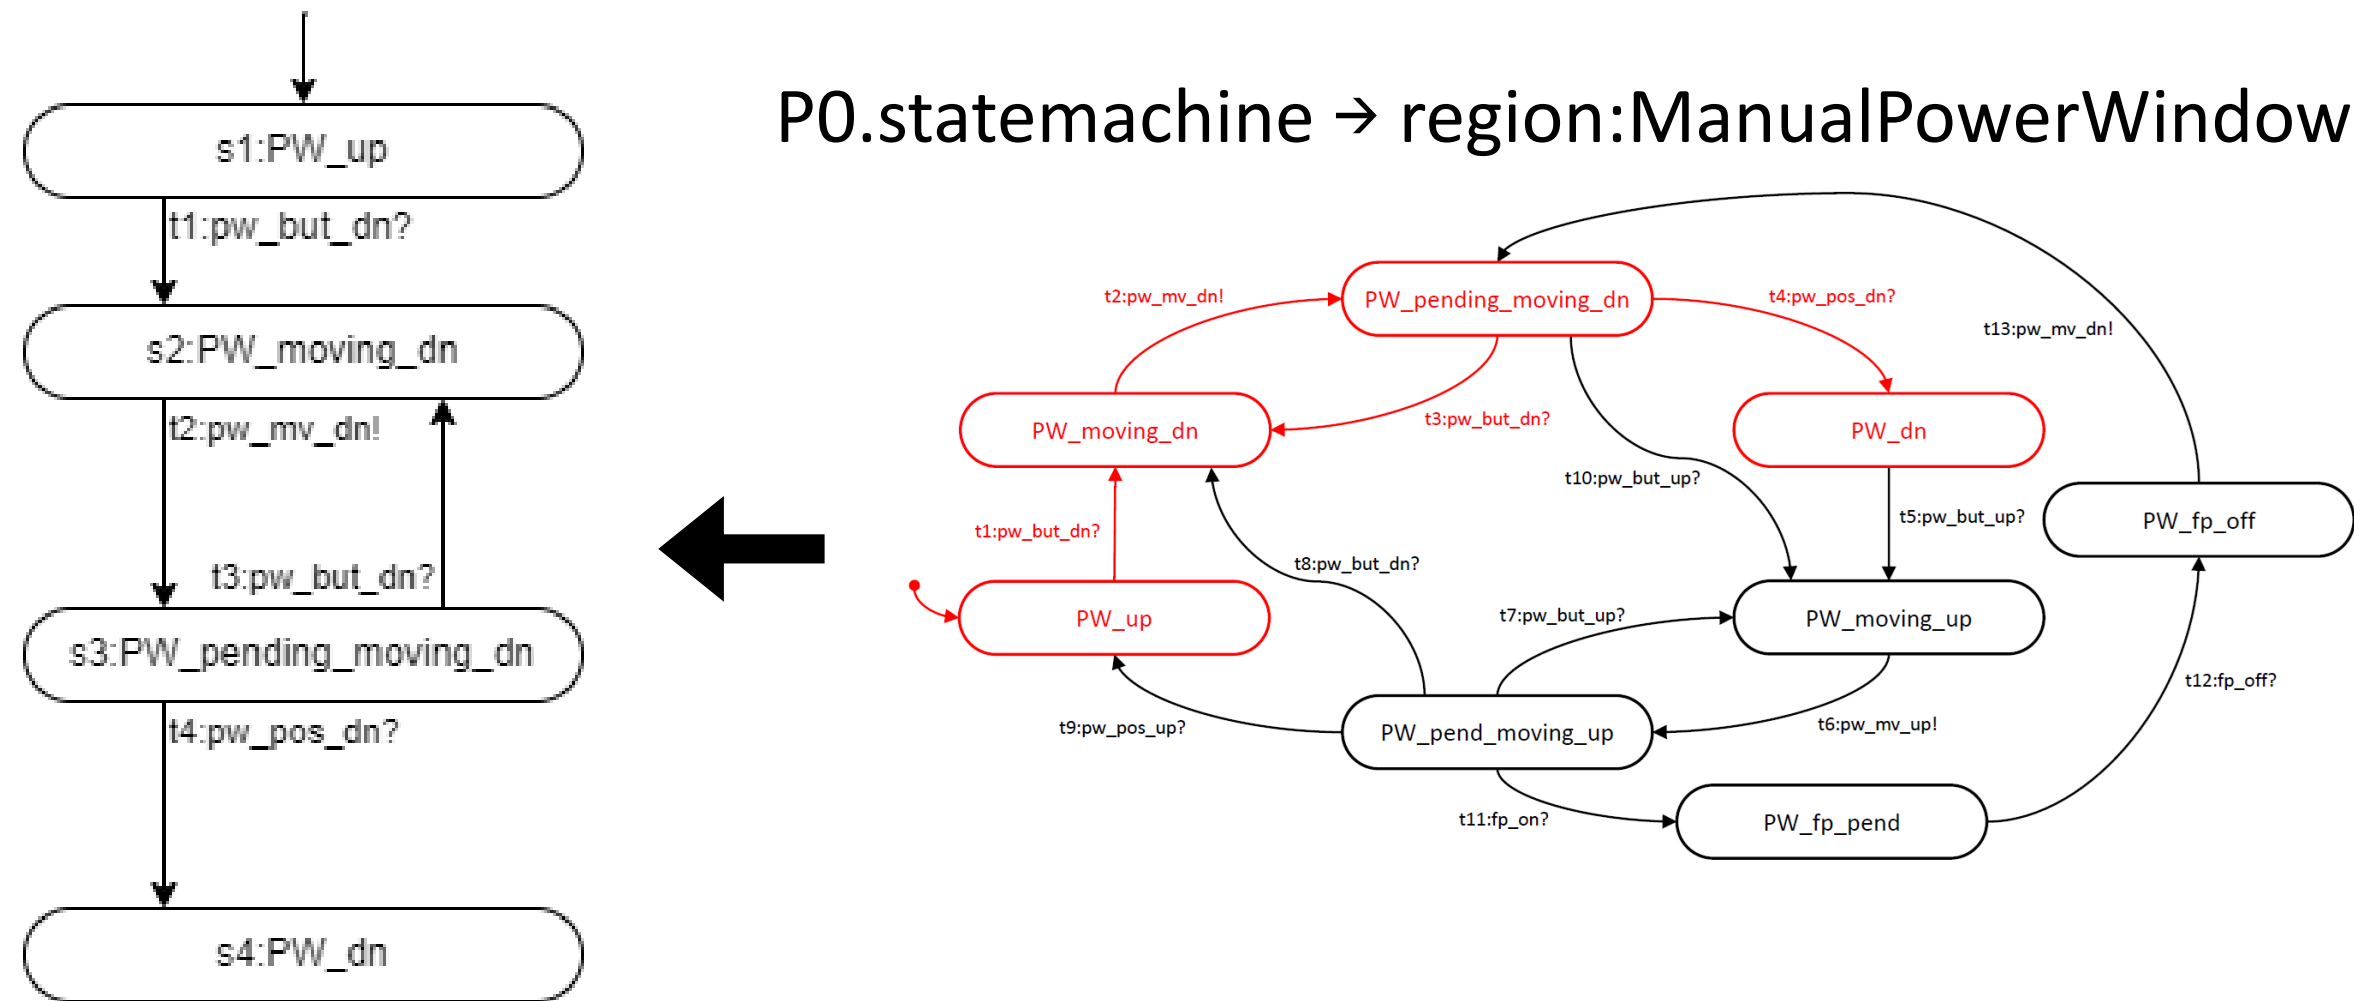 P0.statemachine → region:ManualPowerWindow
s1:PW_up
t1:pw_but_dn?
s2:PW_moving_dn
t2:pw_mv_dn!
t3:pw_but_dn?
s3:PW_pending_moving_dn
t4:pw_pos_dn?
s4:PW_dn
t2:pw_mv_dn!
PW_pending_moving_dn
t4:pw_pos_dn?
t13:pw_mv_dn!
PW_moving_dn
t3:pw_but_dn?
PW_dn
t10:pw_but_up?
t1:pw_but_dn?
t5:pw_but_up?
PW_fp_off
t8:pw_but_dn?
PW_up
t7:pw_but_up?
PW_moving_up
t9:pw_pos_up?
PW_pend_moving_up
t6:pw_mv_up!
t12:fp_off?
t11:fp_on?
PW_fp_pend